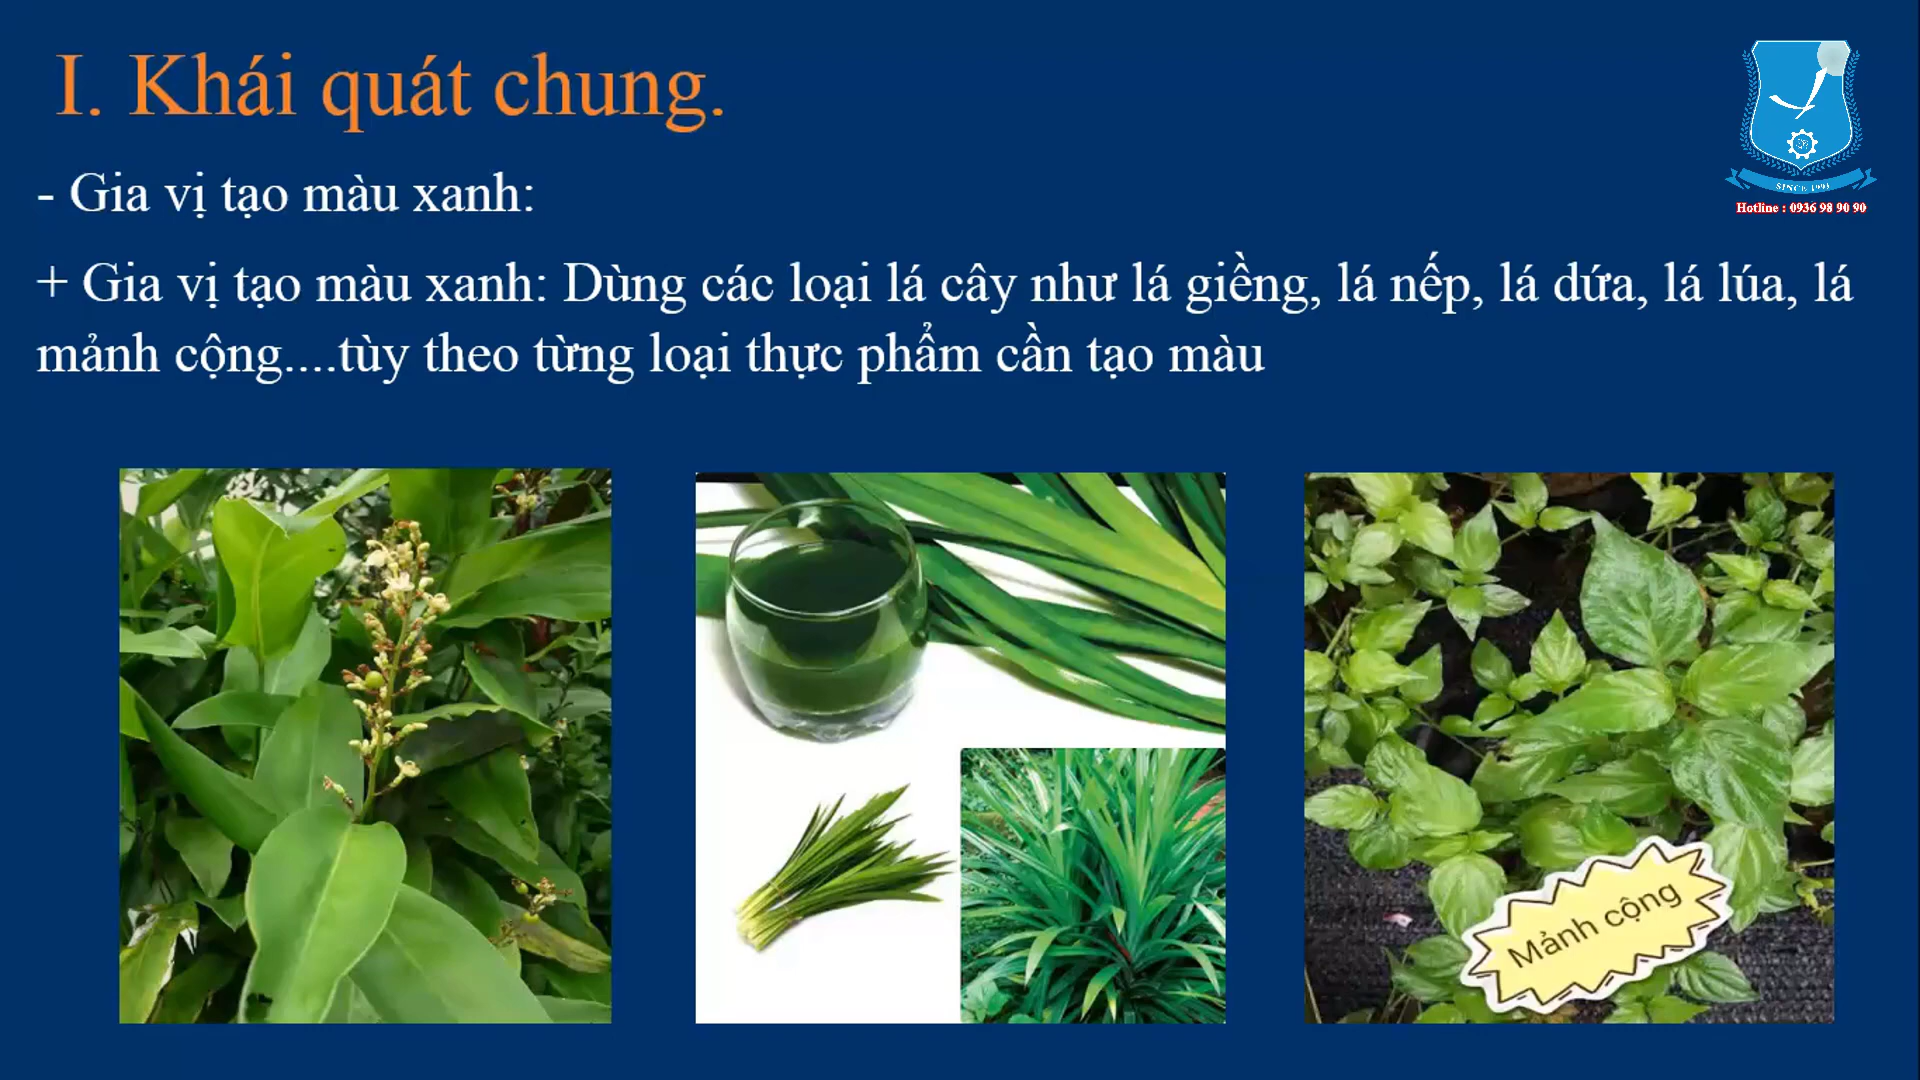 I. Khái quát chung.
SINCE 1991
Hotline : 0936 98 90 90
- Gia vị tạo màu xanh:
+ Gia vị tạo màu xanh: Dùng các loại lá cây như lá giềng, lá nếp, lá dứa, lá lúa, lá
mảnh cộng....tùy theo từng loại thực phẩm cần tạo màu
Mảnh cộng